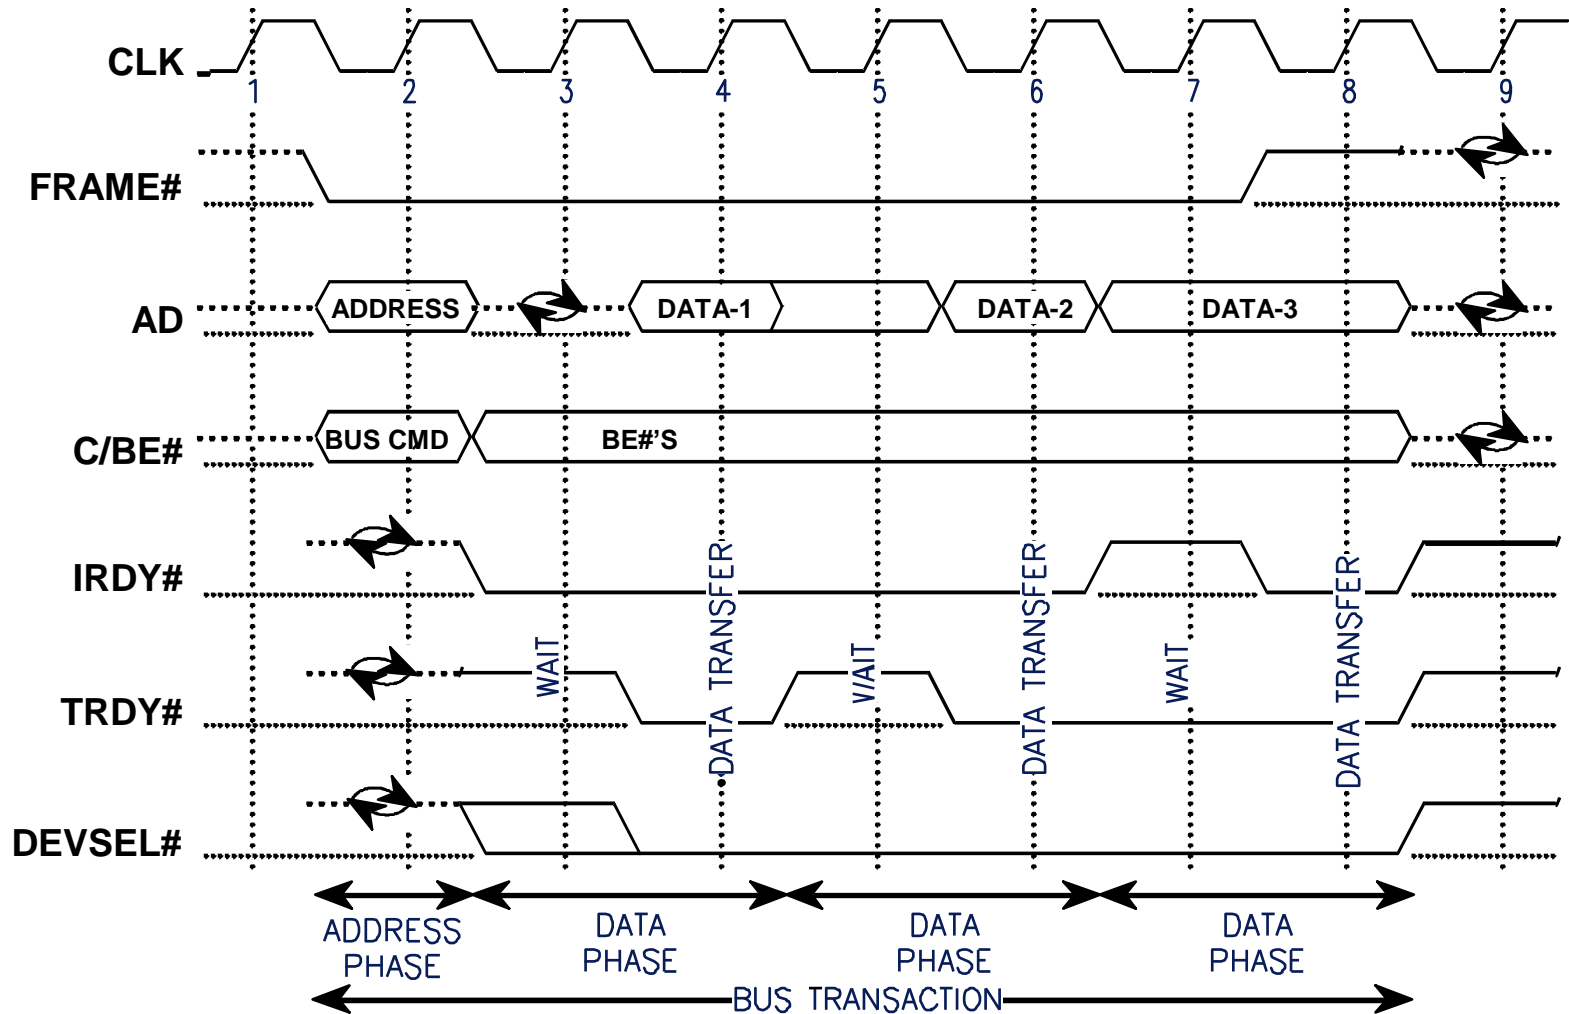 CLK
1 2 3 4 5 6 7 8 9
FRAME#
AD
ADDRESS DATA-1 DATA-2 DATA-3
C/BE#
BUS CMD BE#'S
IRDY#
TRDY#
WAIT
DATA TRANSFER
WAIT
DATA TRANSFER
WAIT
DATA TRANSFER
DEVSEL#
ADDRESS
PHASE
DATA
PHASE
DATA
PHASE
DATA
PHASE
BUS TRANSACTION